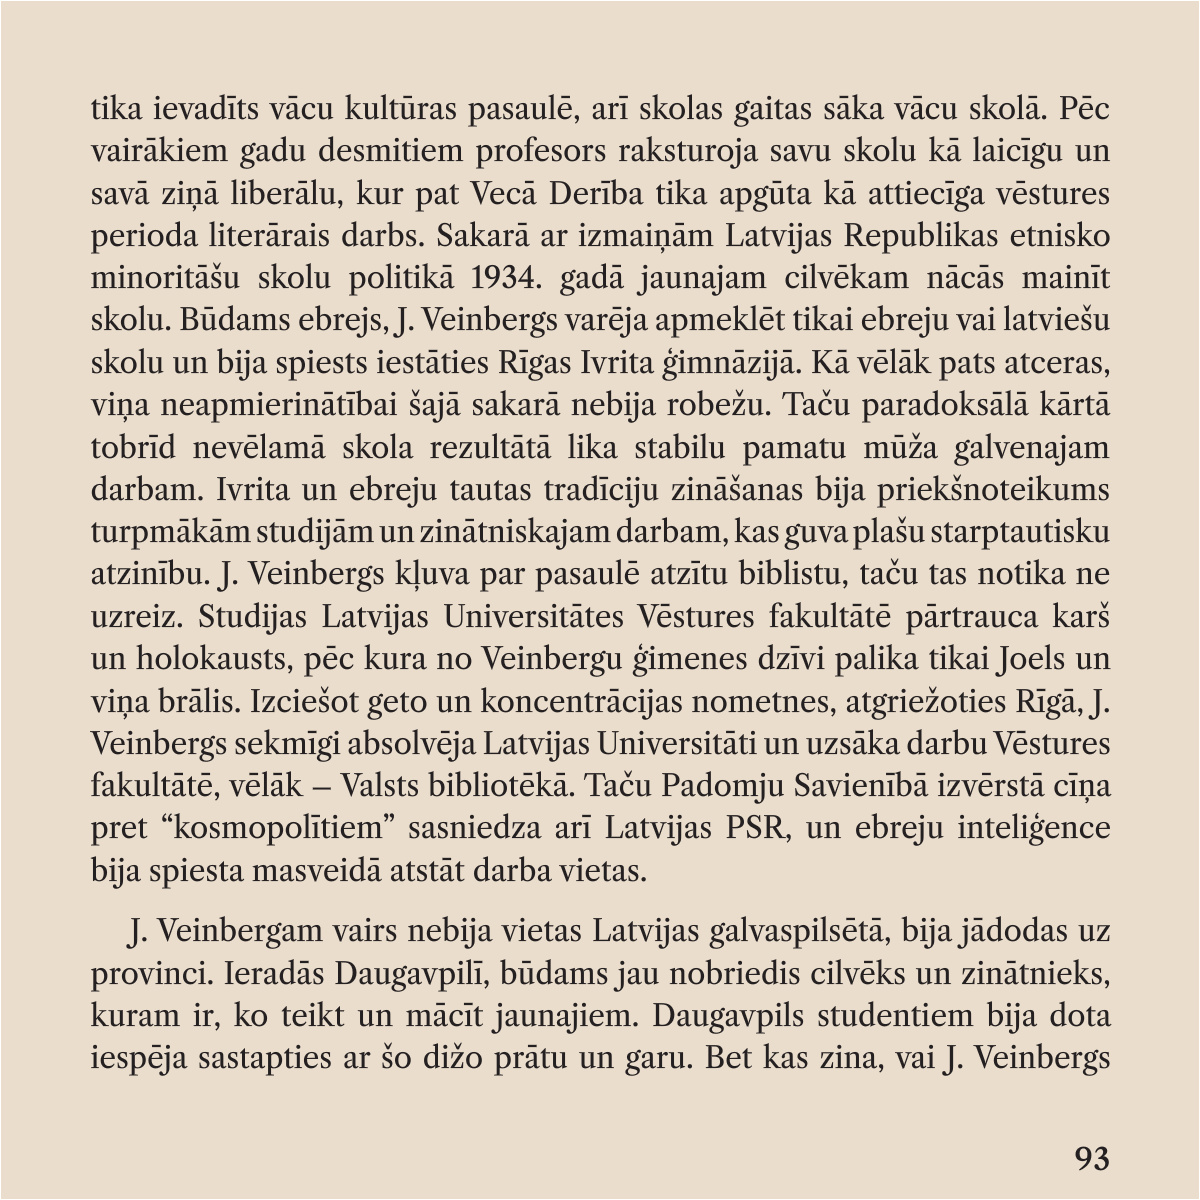 tika ievadīts vācu kultūras pasaulē, arī skolas gaitas sāka vācu skolā. Pēc
vairākiem gadu desmitiem profesors raksturoja savu skolu kā laicīgu un
savā ziņā liberālu, kur pat Vecā Derība tika apgūta kā attiecīga vēstures
perioda literārais darbs. Sakarā ar izmaiņām Latvijas Republikas etnisko
minoritāšu skolu politikā 1934. gadā jaunajam cilvēkam nācās mainīt
skolu. Būdams ebrejs, J. Veinbergs varēja apmeklēt tikai ebreju vai latviešu
skolu un bija spiests iestāties Rīgas Ivrita ģimnāzijā. Kā vēlāk pats atceras,
viņa neapmierinātībai šajā sakarā nebija robežu. Taču paradoksālā kārtā
tobrīd nevēlamā skola rezultātā lika stabilu pamatu mūža galvenajam
darbam. Ivrita un ebreju tautas tradīciju zināšanas bija priekšnoteikums
turpmākām studijām un zinātniskajam darbam, kas guva plašu starptautisku
atzinību. J. Veinbergs kļuva par pasaulē atzītu biblistu, taču tas notika ne
uzreiz. Studijas Latvijas Universitātes Vēstures fakultātē pārtrauca karš
un holokausts, pēc kura no Veinbergu ģimenes dzīvi palika tikai Joels un
viņa brālis. Izciešot geto un koncentrācijas nometnes, atgriežoties Rīgā, J.
Veinbergs sekmīgi absolvēja Latvijas Universitāti un uzsāka darbu Vēstures
fakultātē, vēlāk – Valsts bibliotēkā. Taču Padomju Savienībā izvērstā cīņa
pret “kosmopolītiem” sasniedza arī Latvijas PSR, un ebreju inteliģence
bija spiesta masveidā atstāt darba vietas.
J. Veinbergam vairs nebija vietas Latvijas galvaspilsētā, bija jādodas uz
provinci. Ieradās Daugavpilī, būdams jau nobriedis cilvēks un zinātnieks,
kuram ir, ko teikt un mācīt jaunajiem. Daugavpils studentiem bija dota
iespēja sastapties ar šo dižo prātu un garu. Bet kas zina, vai J. Veinbergs
93